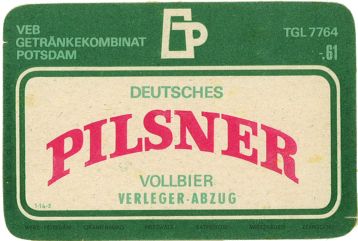 VEB
GETRÄNKEKOMBINAT
POTSDAM
TGL 7764
-.61
DEUTSCHES
PILSNER
VOLLBIER
VERLEGER-ABZUG